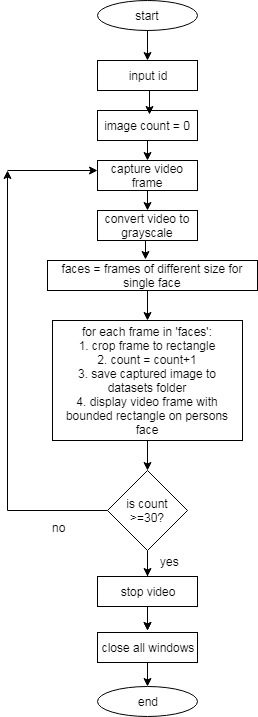 start
input id
image count = 0
capture video
frame
convert video to
grayscale
faces = frames of different size for
single face
for each frame in 'faces':
1. crop frame to rectangle
2. count = count+1
3. save captured image to
datasets folder
4. display video frame with
bounded rectangle on persons
face
is count
>=30?
no
yes
stop video
close all windows
end